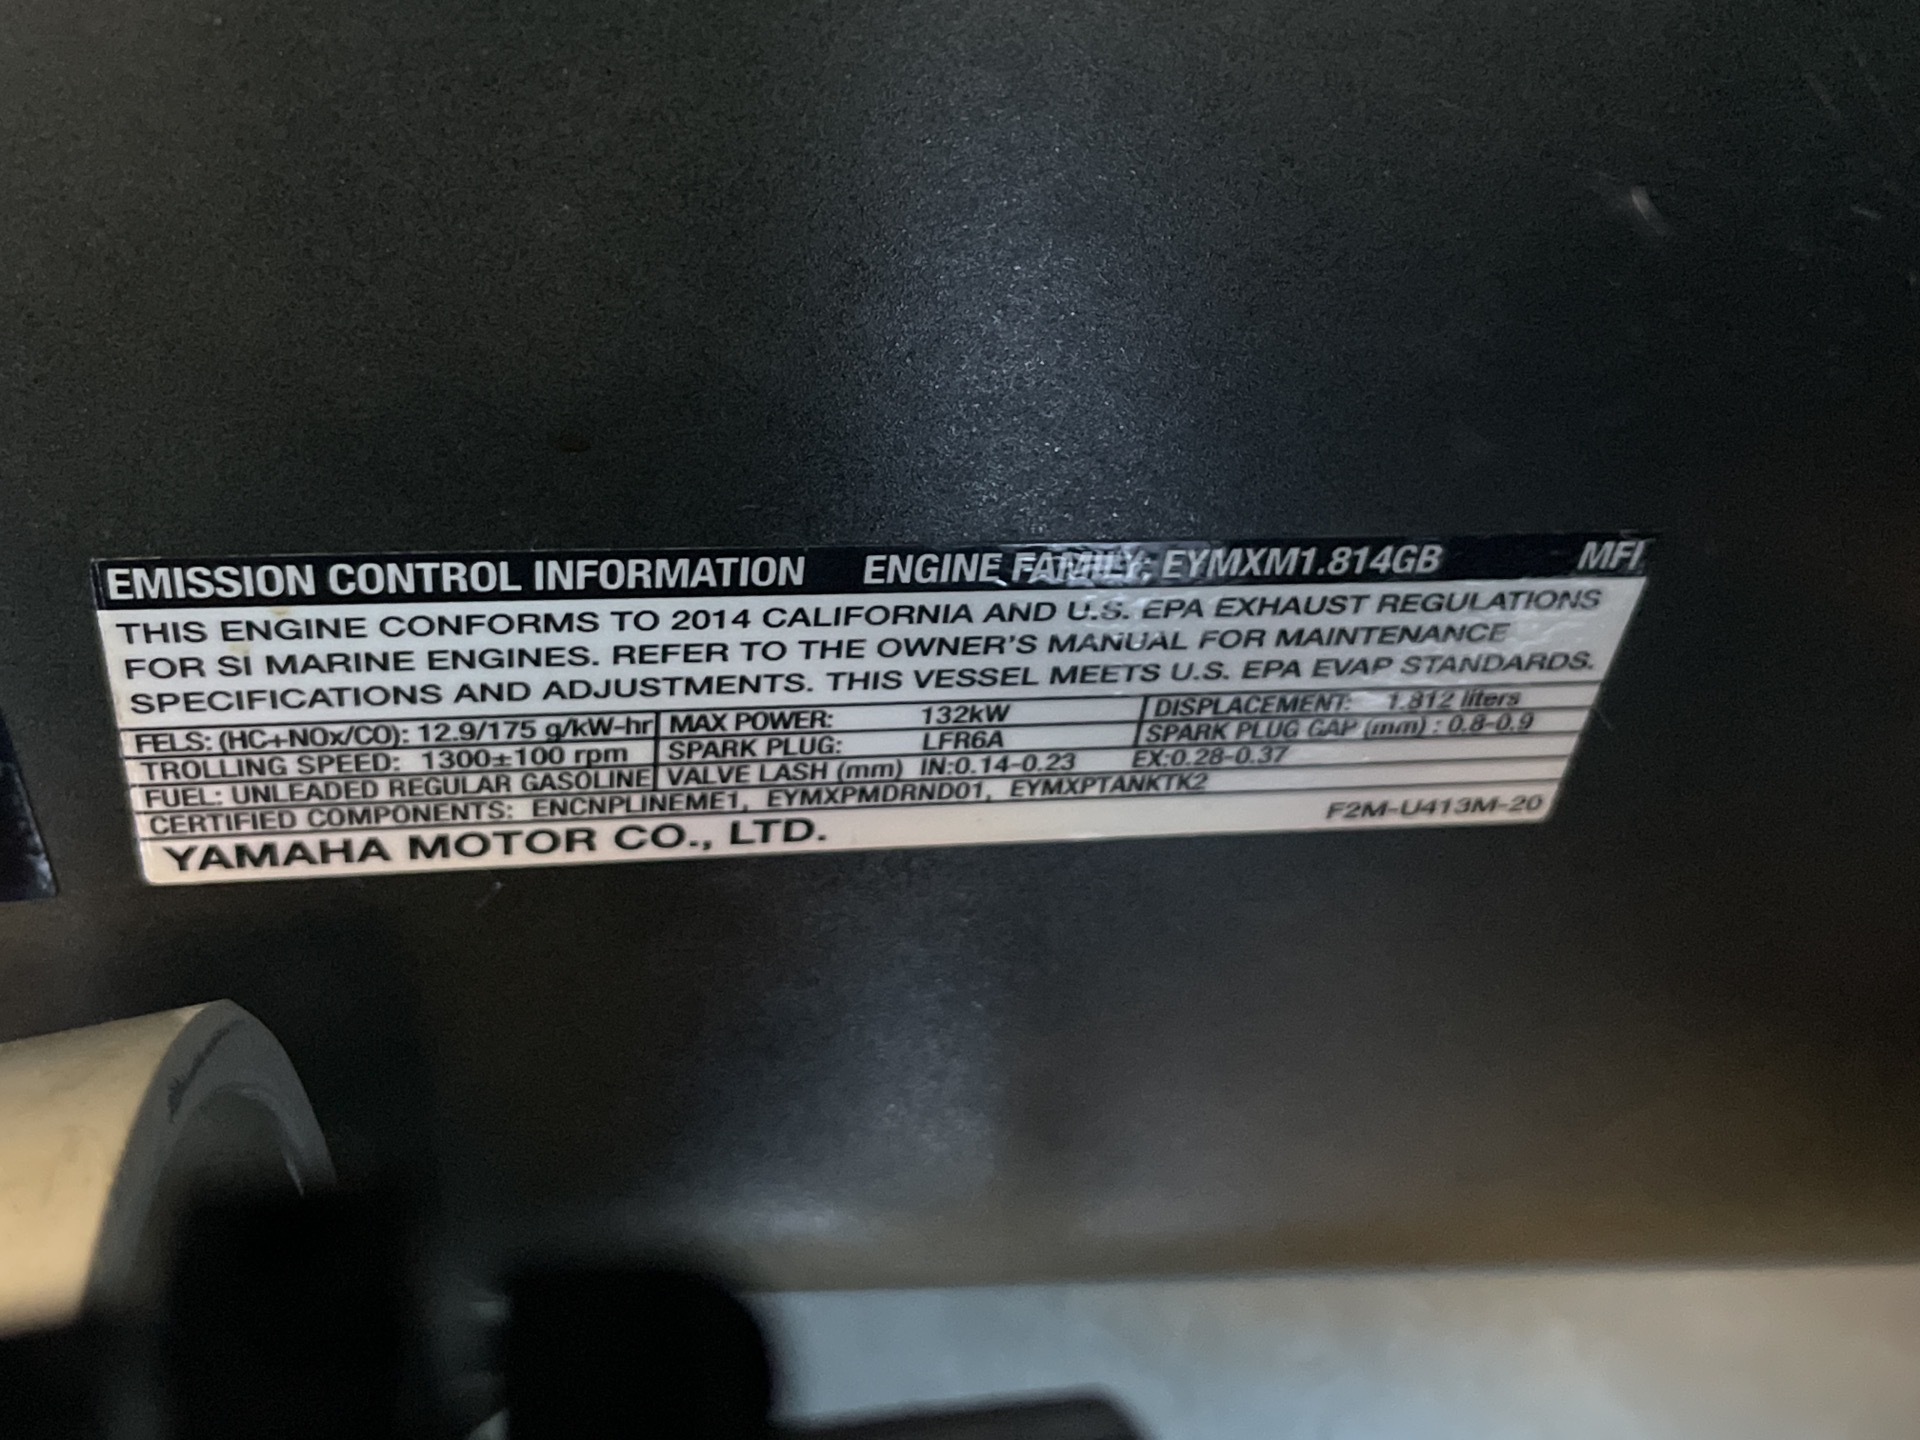 EMISSION CONTROL INFORMATION ENGINE FAMILY: EYMXM1.814GB MFI
THIS ENGINE CONFORMS TO 2014 CALIFORNIA AND U.S. EPA EXHAUST REGULATIONS
FOR SI MARINE ENGINES. REFER TO THE OWNER'S MANUAL FOR MAINTENANCE
SPECIFICATIONS AND ADJUSTMENTS. THIS VESSEL MEETS U.S. EPA EVAP STANDARDS.
FELS: (HC+NOx/CO): 12.9/175 g/kW-hr MAX POWER: 132kW DISPLACEMENT: 1.812 liters
TROLLING SPEED: 1300±100 rpm SPARK PLUG: LFR6A SPARK PLUG GAP (mm) : 0.8-0.9
FUEL: UNLEADED REGULAR GASOLINE VALVE LASH (mm) IN:0.14-0.23 EX:0.28-0.37
CERTIFIED COMPONENTS: ENCNPLINEME1, EYMXPMDRND01, EYMXPTANKTK2
YAMAHA MOTOR CO., LTD. F2M-U413M-20